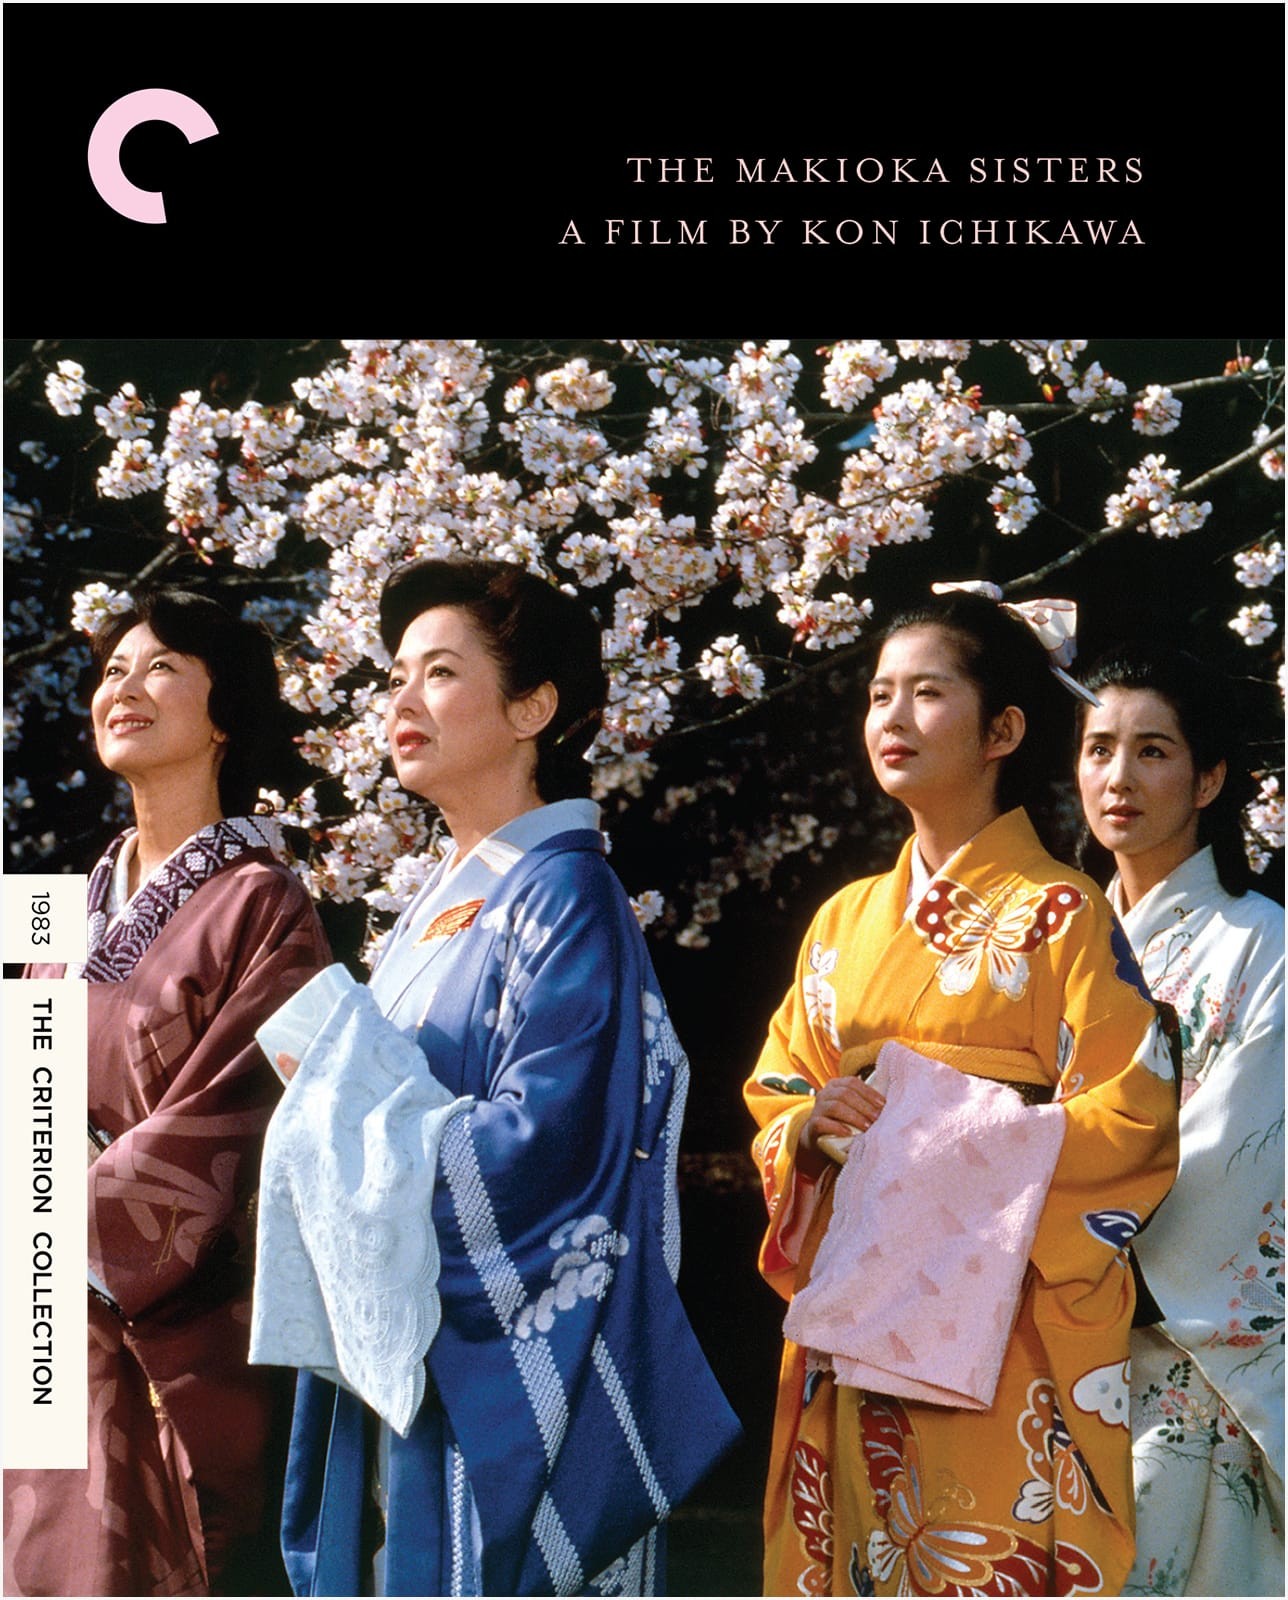 THE MAKIOKA SISTERS
A FILM BY KON ICHIKAWA
1983
THE CRITERION COLLECTION